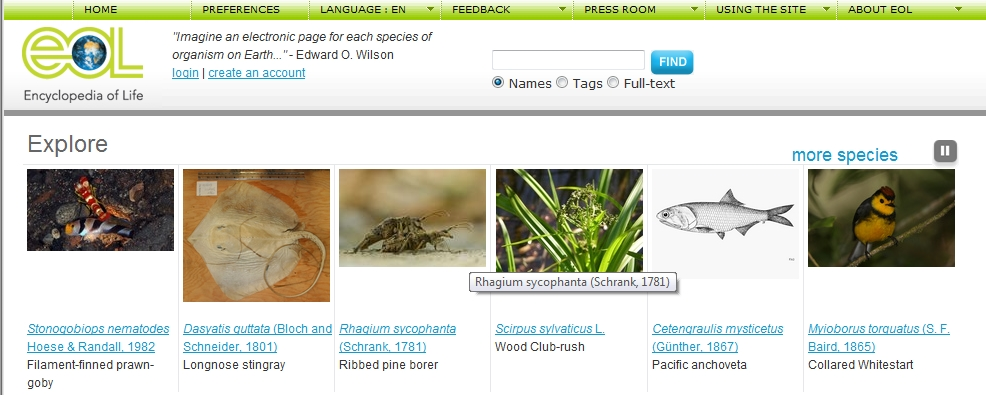 HOME PREFERENCES LANGUAGE : EN FEEDBACK PRESS ROOM USING THE SITE ABOUT EOL
eOL
Encyclopedia of Life
"Imagine an electronic page for each species of
organism on Earth..." - Edward O. Wilson
login | create an account
FIND
Names Tags Full-text
Explore
more species
Rhagium sycophanta (Schrank, 1781)
Stonogobiops nematodes
Hoese & Randall, 1982
Filament-finned prawn-
goby
Dasyatis guttata (Bloch and
Schneider, 1801)
Longnose stingray
Rhagium sycophanta
(Schrank, 1781)
Ribbed pine borer
Scirpus sylvaticus L.
Wood Club-rush
Cetengraulis mysticetus
(Günther, 1867)
Pacific anchoveta
Myioborus torquatus (S. F.
Baird, 1865)
Collared Whitestart